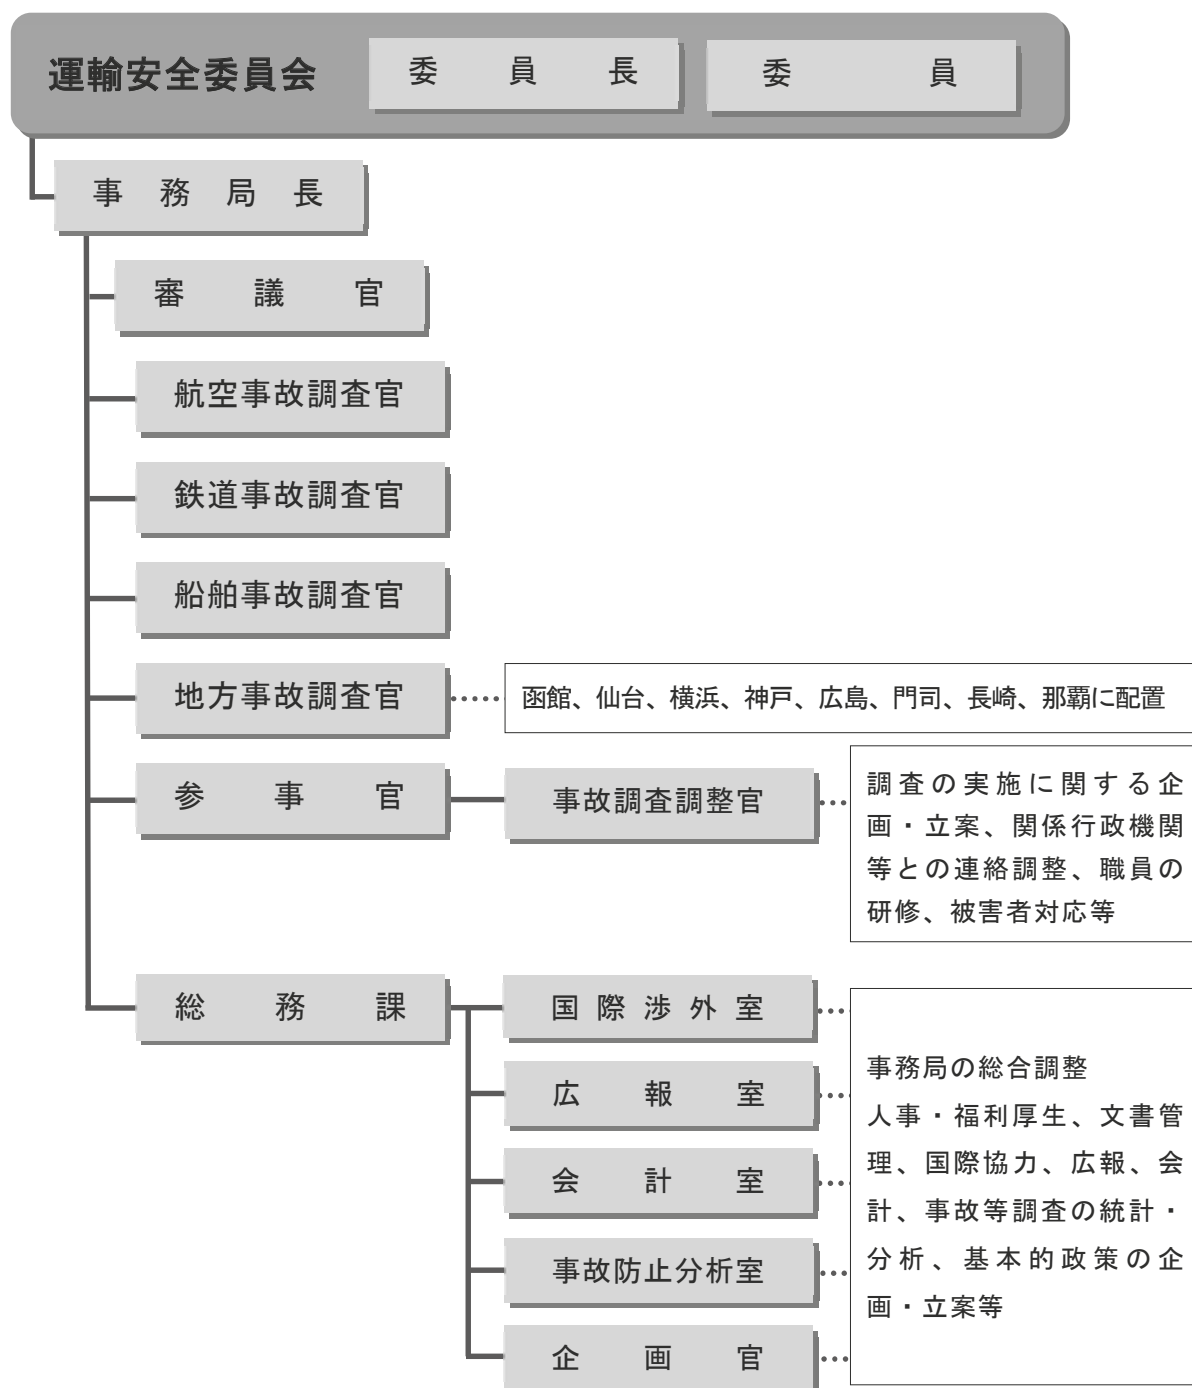 運輸安全委員会
委員長
委員
事務局長
審議官
航空事故調査官
鉄道事故調査官
船舶事故調査官
地方事故調査官
函館、仙台、横浜、神戸、広島、門司、長崎、那覇に配置
参事官
事故調査調整官
調査の実施に関する企
画・立案、関係行政機関
等との連絡調整、職員の
研修、被害者対応等
総務課
国際渉外室
広報室
会計室
事故防止分析室
企画官
事務局の総合調整
人事・福利厚生、文書管
理、国際協力、広報、会
計、事故等調査の統計・
分析、基本的政策の企
画・立案等